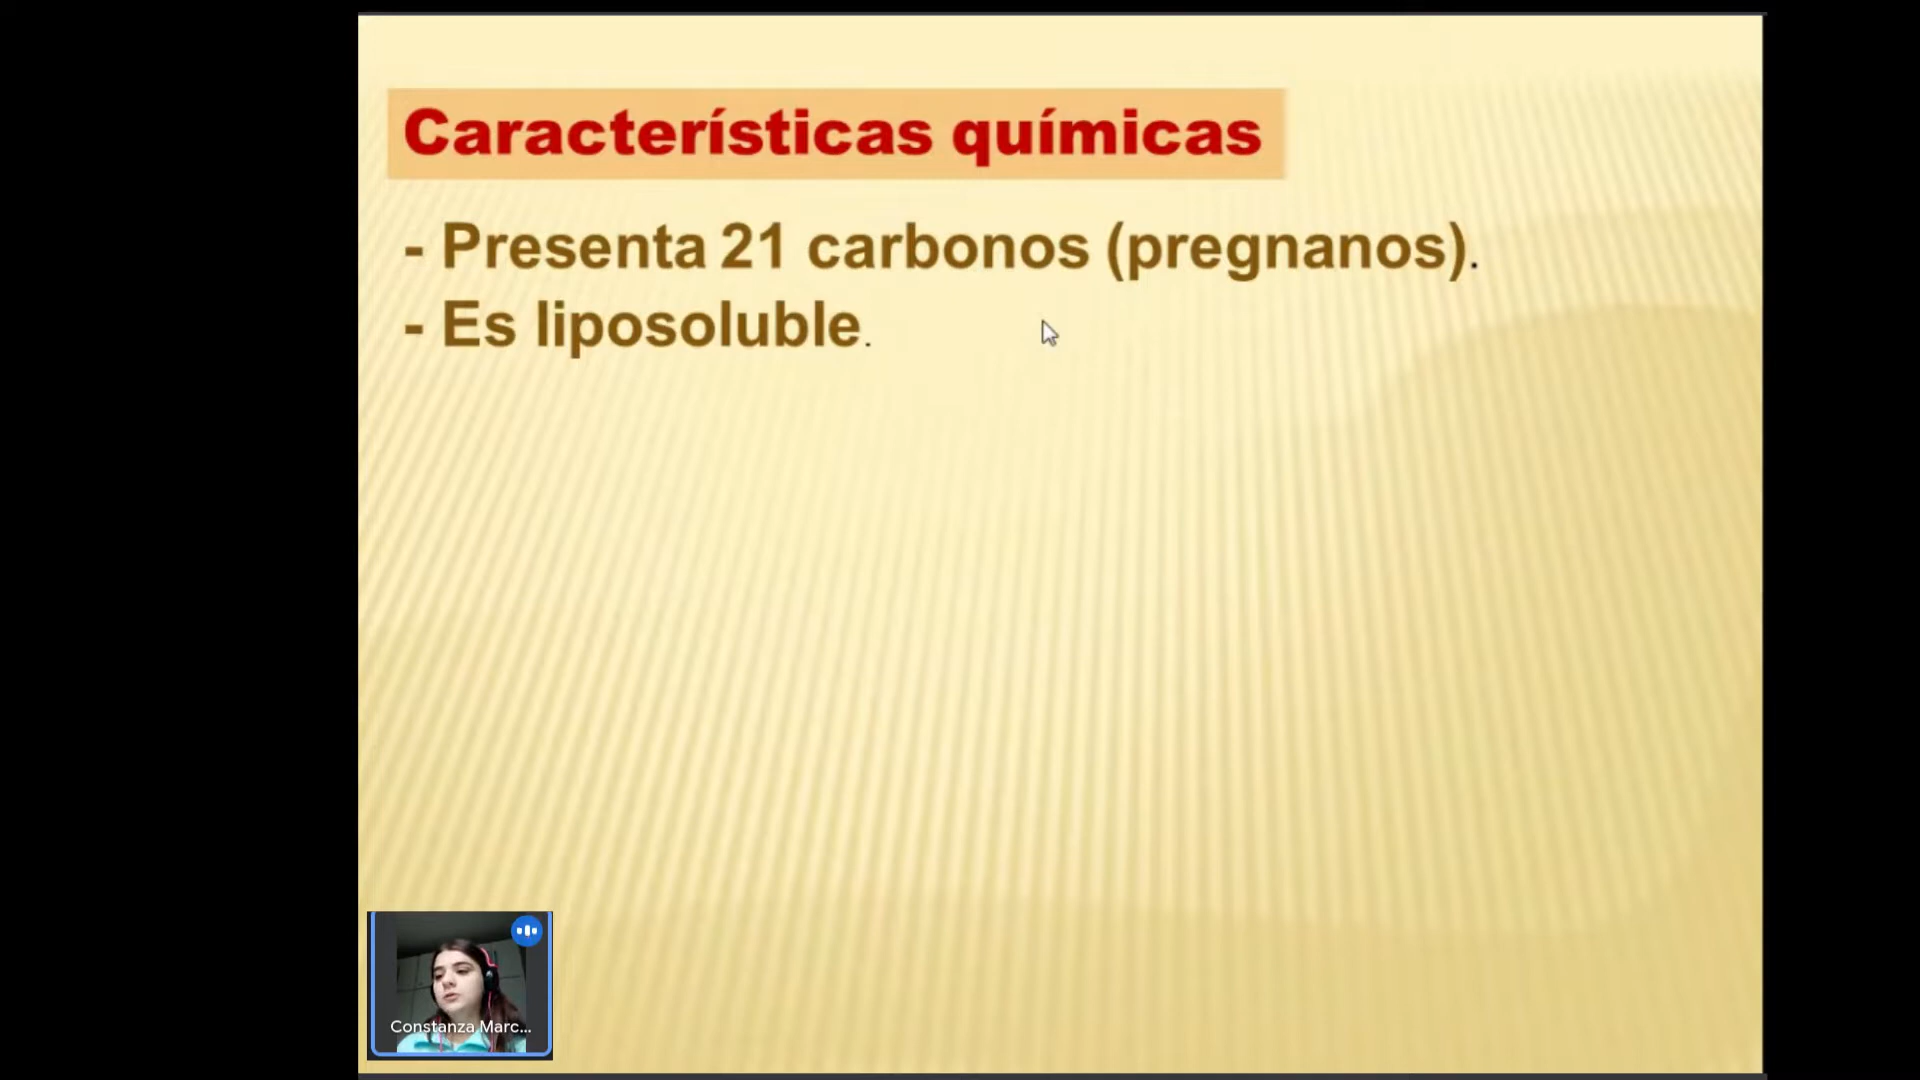 Características químicas
- Presenta 21 carbonos (pregnanos).
- Es liposoluble.
Constanza Marc...